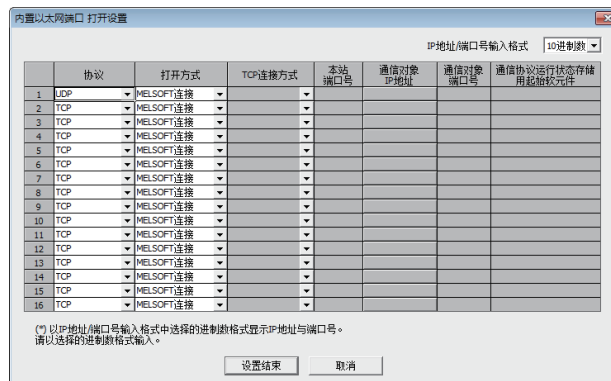 内置以太网端口 打开设置
IP地址/端口号输入格式 10进制数
协议 打开方式 TCP连接方式 本站端口号 通信对象IP地址 通信对象端口号 通信协议运行状态存储用起始软元件
1 UDP MELSOFT连接
2 TCP MELSOFT连接
3 TCP MELSOFT连接
4 TCP MELSOFT连接
5 TCP MELSOFT连接
6 TCP MELSOFT连接
7 TCP MELSOFT连接
8 TCP MELSOFT连接
9 TCP MELSOFT连接
10 TCP MELSOFT连接
11 TCP MELSOFT连接
12 TCP MELSOFT连接
13 TCP MELSOFT连接
14 TCP MELSOFT连接
15 TCP MELSOFT连接
16 TCP MELSOFT连接
(*) 以IP地址/端口号输入格式中选择的进制数格式显示IP地址与端口号。
请以选择的进制数格式输入。
设置结束 取消